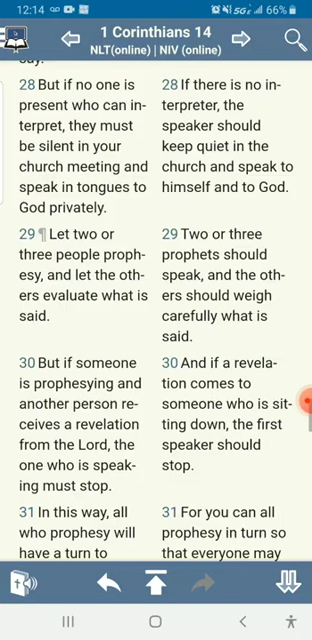 12:14
5GE
66%
1 Corinthians 14
NLT(online) | NIV (online)
say.
28 But if no one is
present who can in-
terpret, they must
be silent in your
church meeting and
speak in tongues to
God privately.
29 ¶ Let two or
three people proph-
esy, and let the oth-
ers evaluate what is
said.
30 But if someone
is prophesying and
another person re-
ceives a revelation
from the Lord, the
one who is speak-
ing must stop.
31 In this way, all
who prophesy will
have a turn to
28 If there is no in-
terpreter, the
speaker should
keep quiet in the
church and speak to
himself and to God.
29 Two or three
prophets should
speak, and the oth-
ers should weigh
carefully what is
said.
30 And if a revela-
tion comes to
someone who is sit-
ting down, the first
speaker should
stop.
31 For you can all
prophesy in turn so
that everyone may